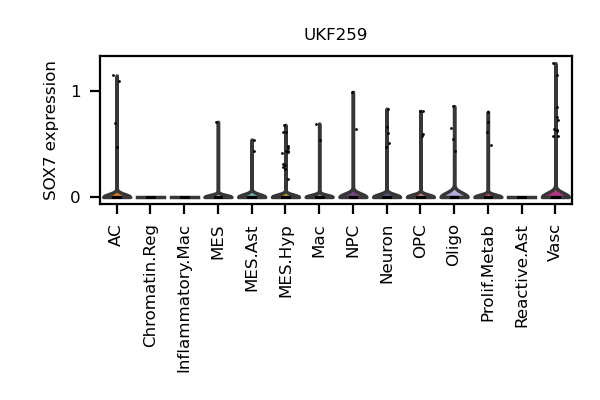 UKF259
SOX7 expression
1
0
AC
Chromatin.Reg
Inflammatory.Mac
MES
MES.Ast
MES.Hyp
Mac
NPC
Neuron
OPC
Oligo
Prolif.Metab
Reactive.Ast
Vasc